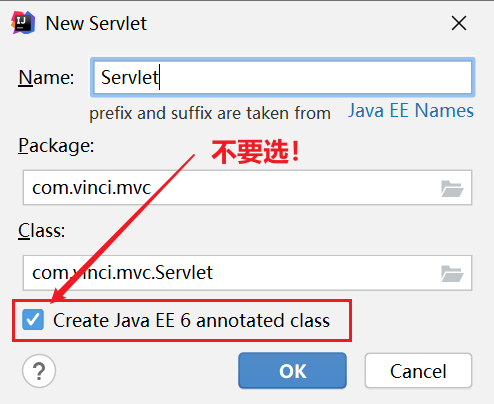 New Servlet
Name: Servlet
prefix and suffix are taken from Java EE Names
不要选！
Package:
com.vinci.mvc
Class:
com.vinci.mvc.Servlet
Create Java EE 6 annotated class
? OK Cancel